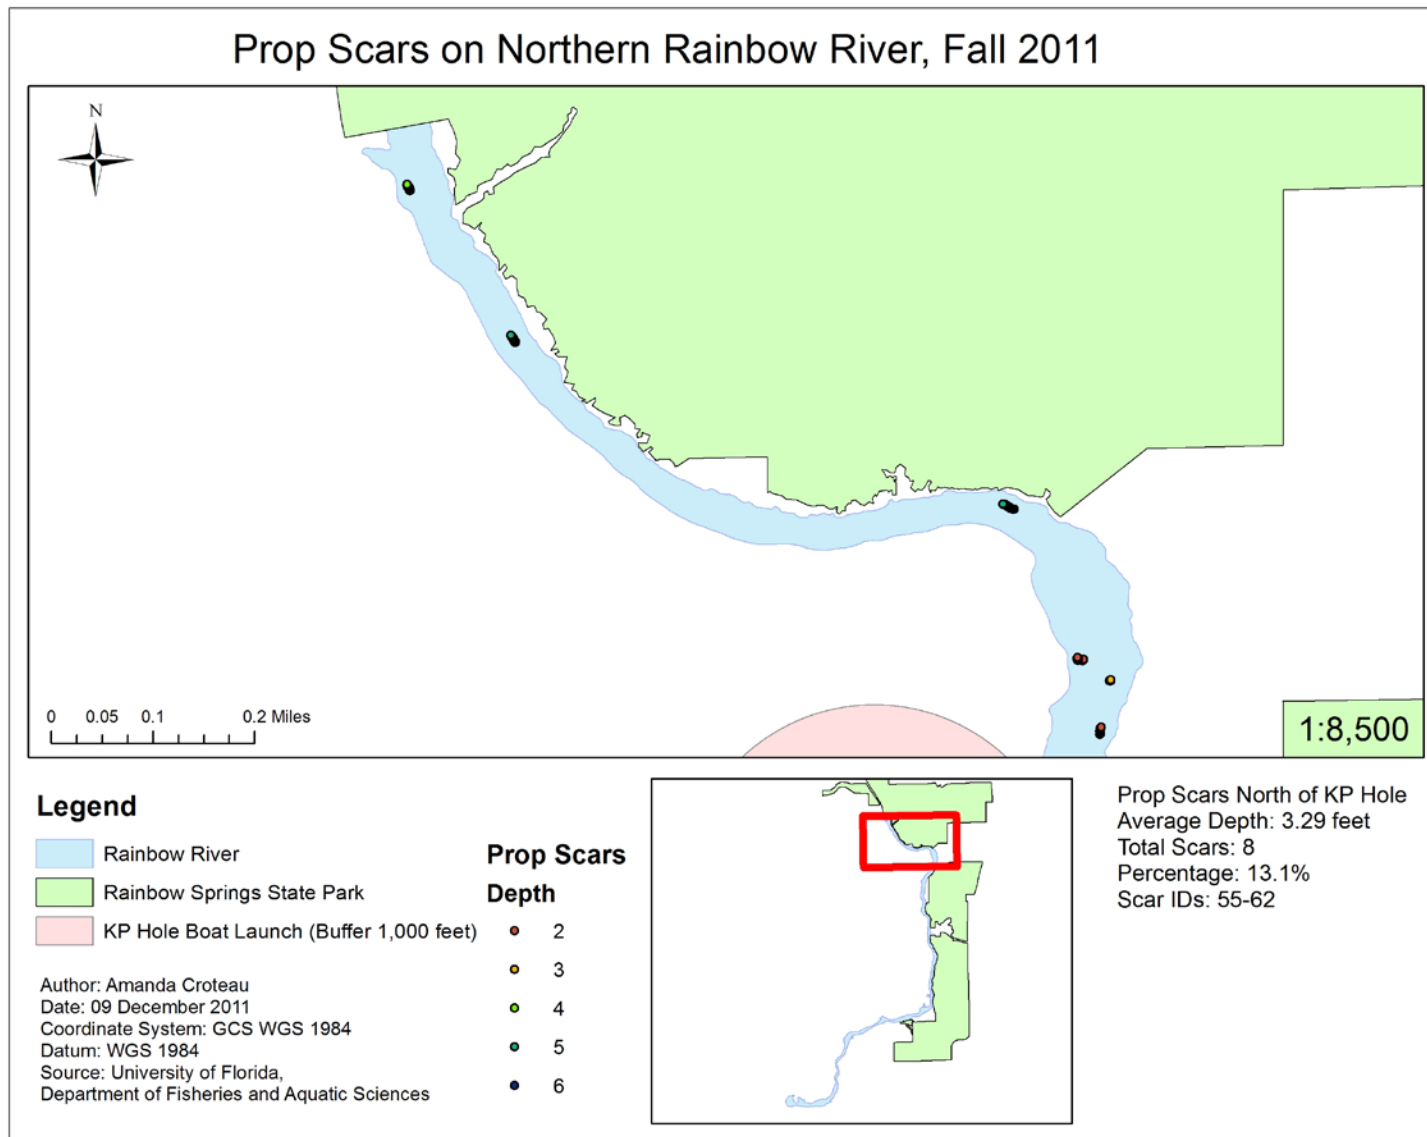 Prop Scars on Northern Rainbow River, Fall 2011
N
0 0.05 0.1 0.2 Miles
1:8,500
Legend
Rainbow River
Rainbow Springs State Park
KP Hole Boat Launch (Buffer 1,000 feet)
Author: Amanda Croteau
Date: 09 December 2011
Coordinate System: GCS WGS 1984
Datum: WGS 1984
Source: University of Florida,
Department of Fisheries and Aquatic Sciences
Prop Scars
Depth
2
3
4
5
6
Prop Scars North of KP Hole
Average Depth: 3.29 feet
Total Scars: 8
Percentage: 13.1%
Scar IDs: 55-62